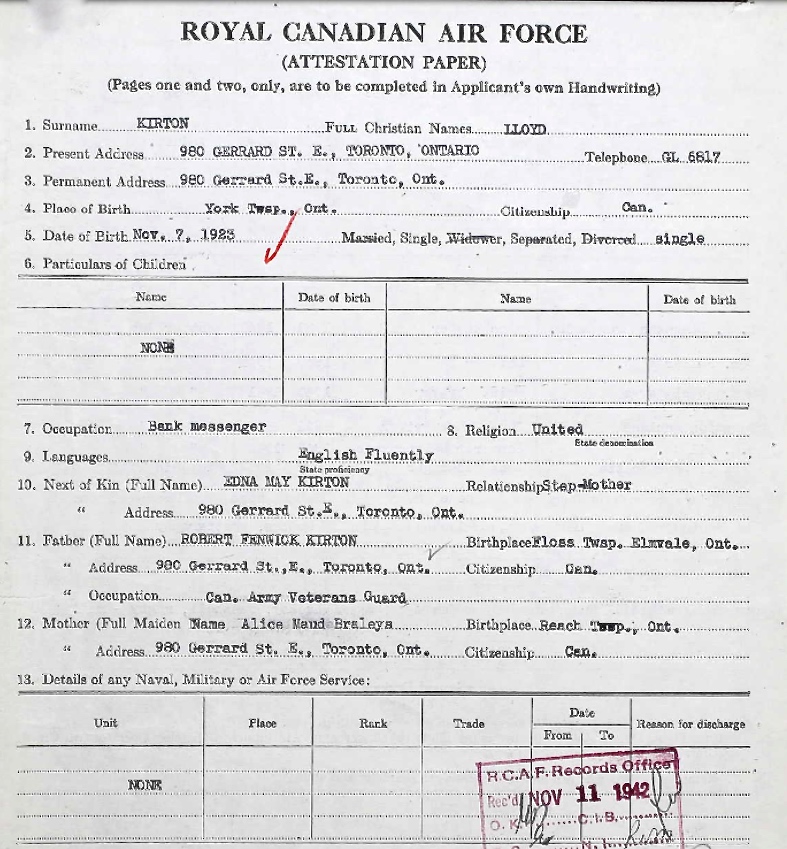 ROYAL CANADIAN AIR FORCE
(ATTESTATION PAPER)
(Pages one and two, only, are to be completed in Applicant's own Handwriting)
1. Surname KIRTON FULL Christian Names LLOYD
2. Present Address 980 GERRARD ST. E., TORONTO, ONTARIO Telephone GL 6817
3. Permanent Address 980 Gerrard St.E., Toronto, Ont.
4. Place of Birth York Twsp., Ont. Citizenship Can.
5. Date of Birth Nov. 7, 1923 Married, Single, Widower, Separated, Divorced single
6. Particulars of Children
Name Date of birth Name Date of birth
NONE
7. Occupation Bank messenger 8. Religion United
State denomination
9. Languages English Fluently
State proficiency
10. Next of Kin (Full Name) EDNA MAY KIRTON Relationship Step-Mother
" Address 980 Gerrard St.E., Toronto, Ont.
11. Father (Full Name) ROBERT FENWICK KIRTON Birthplace Floss Twsp. Elmvale, Ont.
" Address 980 Gerrard St.,E., Toronto, Ont. Citizenship Can.
" Occupation Can. Army Veterans Guard
12. Mother (Full Maiden Name Alice Maud Braleys Birthplace Reach Twsp., Ont.
" Address 980 Gerrard St. E., Toronto, Ont. Citizenship Can.
13. Details of any Naval, Military or Air Force Service:
Unit Place Rank Trade Date Reason for discharge
From To
NONE
R.C.A.F. Records Office
Rec'd NOV 11 1942
O.K. C.I.B.
N.I.